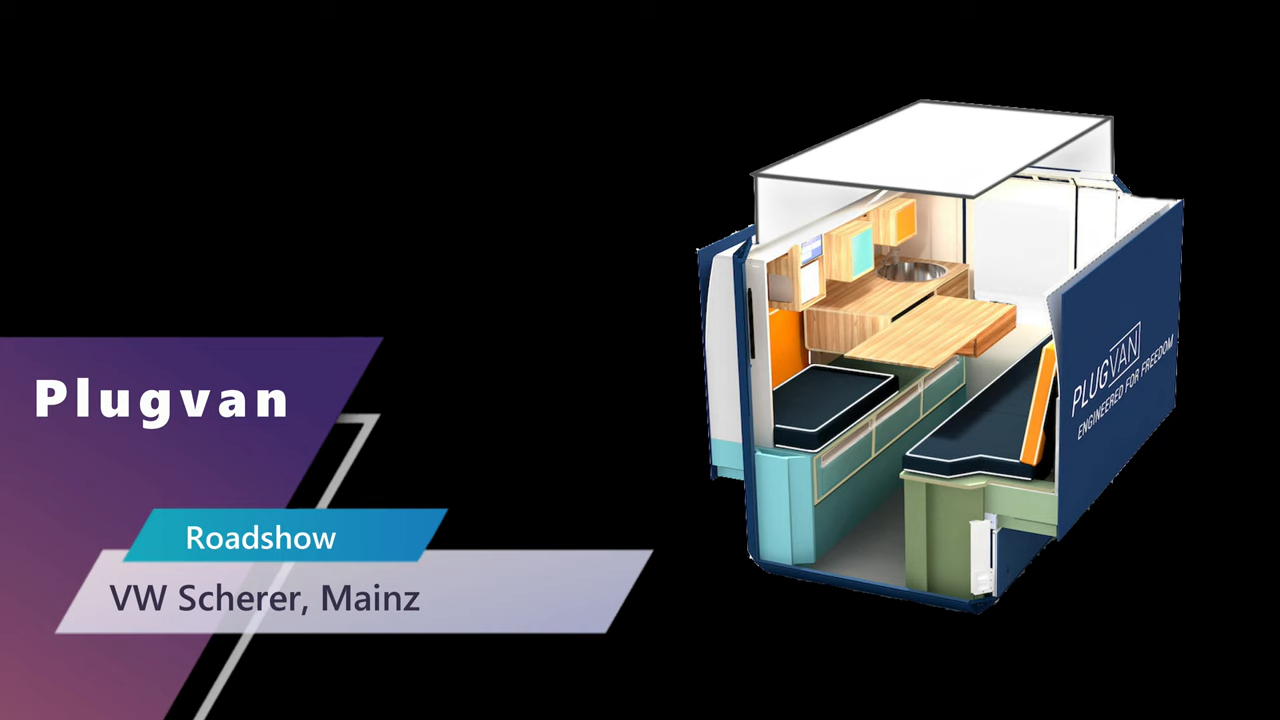 Plugvan
Roadshow
VW Scherer, Mainz
PLUGVAN
ENGINEERED FOR FREEDOM